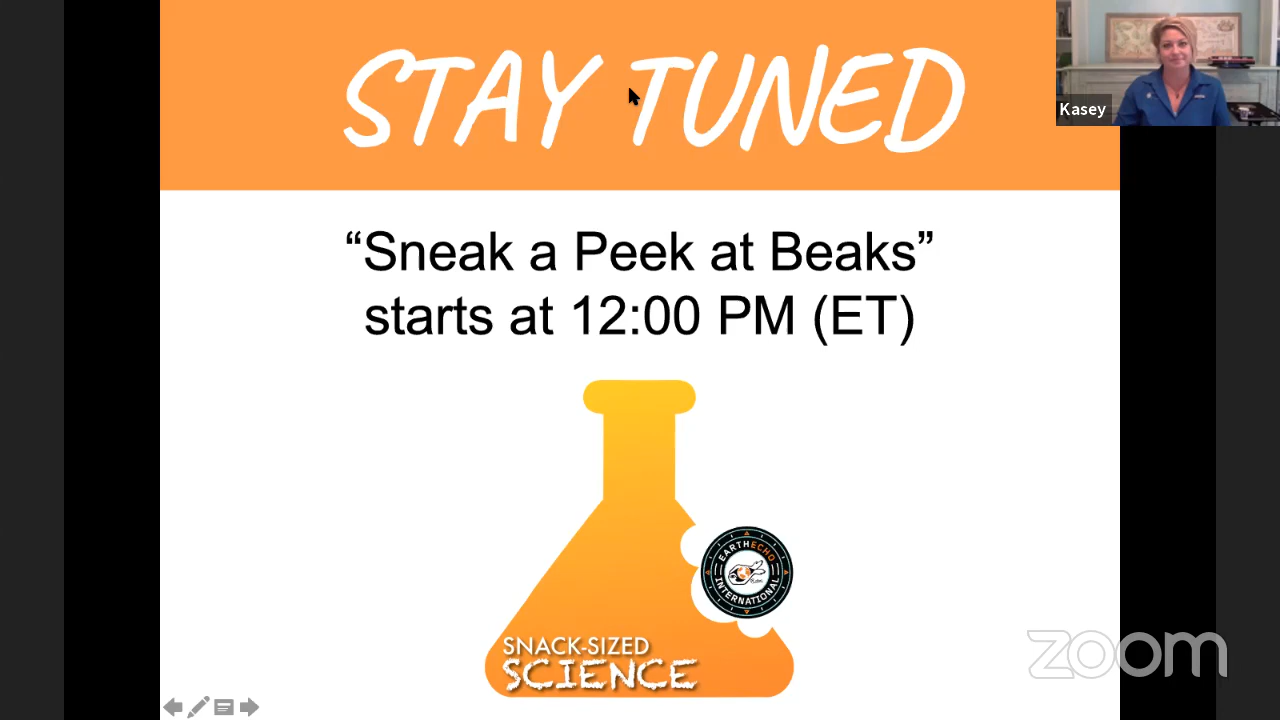 STAY TUNED
Kasey
“Sneak a Peek at Beaks”
starts at 12:00 PM (ET)
EARTHECHO
INTERNATIONAL
SNACK-SIZED
SCIENCE
zoom